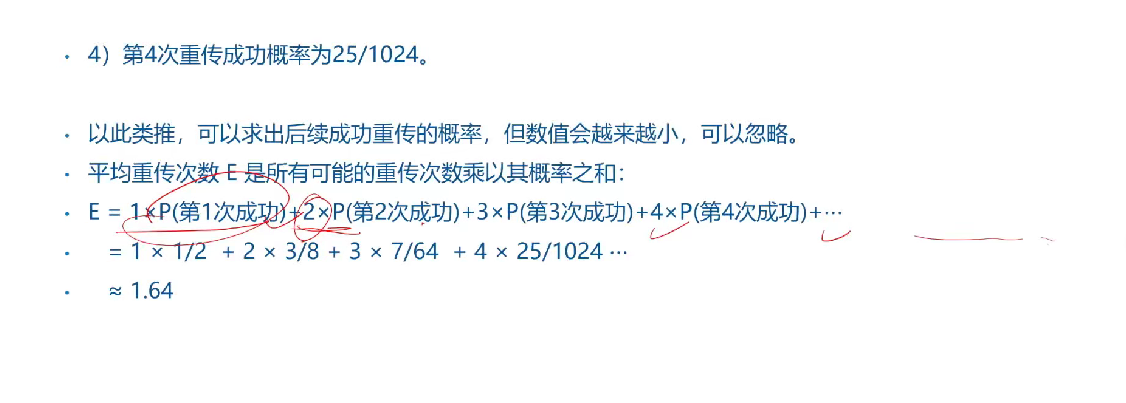 • 4）第4次重传成功概率为25/1024。
• 以此类推，可以求出后续成功重传的概率，但数值会越来越小，可以忽略。
• 平均重传次数 E 是所有可能的重传次数乘以其概率之和：
• E = 1×P(第1次成功)+2×P(第2次成功)+3×P(第3次成功)+4×P(第4次成功)+…
• = 1 × 1/2 + 2 × 3/8 + 3 × 7/64 + 4 × 25/1024 …
• ≈ 1.64